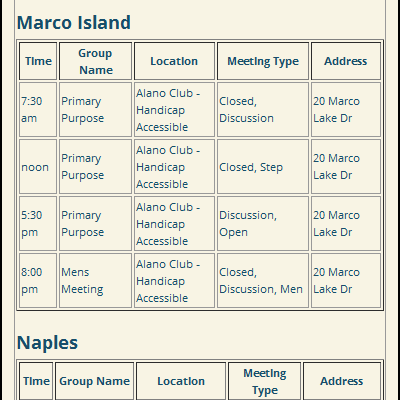 Marco Island
Time Group Name Location Meeting Type Address
7:30 am Primary Purpose Alano Club - Handicap Accessible Closed, Discussion 20 Marco Lake Dr
noon Primary Purpose Alano Club - Handicap Accessible Closed, Step 20 Marco Lake Dr
5:30 pm Primary Purpose Alano Club - Handicap Accessible Discussion, Open 20 Marco Lake Dr
8:00 pm Mens Meeting Alano Club - Handicap Accessible Closed, Discussion, Men 20 Marco Lake Dr
Naples
Time Group Name Location Meeting Type Address